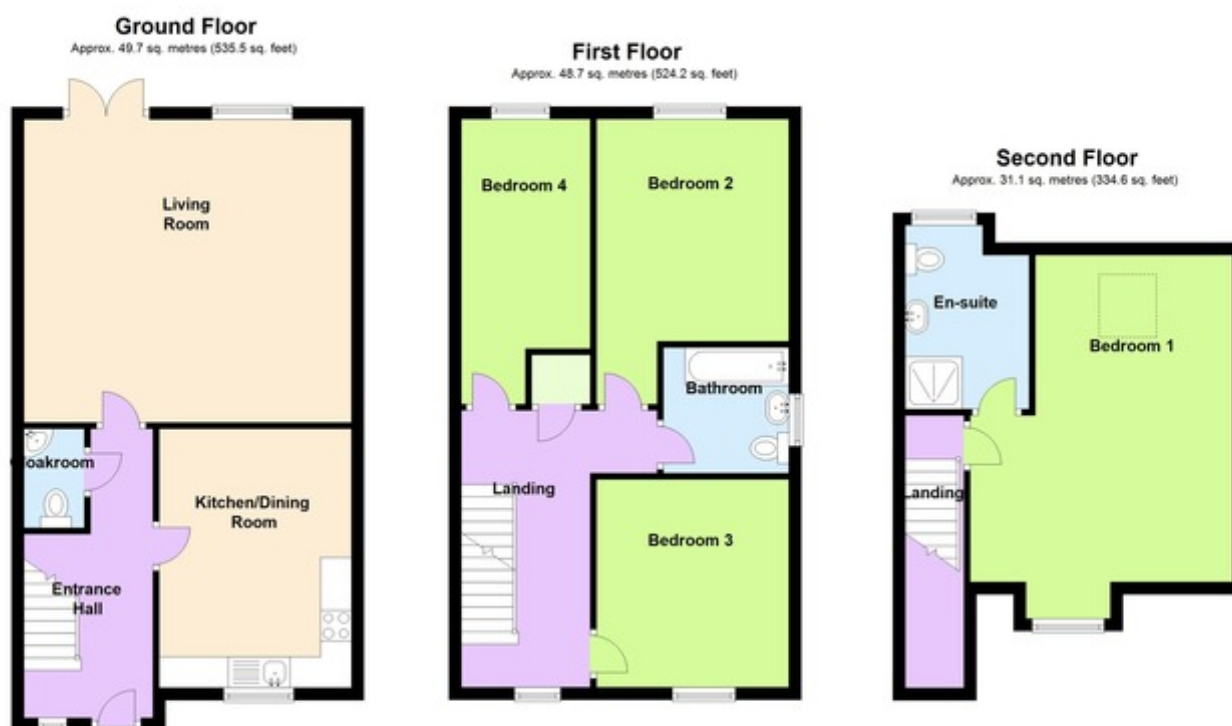 Ground Floor
Approx. 49.7 sq. metres (535.5 sq. feet)
Living
Room
Cloakroom
Kitchen/Dining
Room
Entrance
Hall
First Floor
Approx. 48.7 sq. metres (524.2 sq. feet)
Bedroom 4
Bedroom 2
Bathroom
Landing
Bedroom 3
Second Floor
Approx. 31.1 sq. metres (334.6 sq. feet)
En-suite
Bedroom 1
Landing